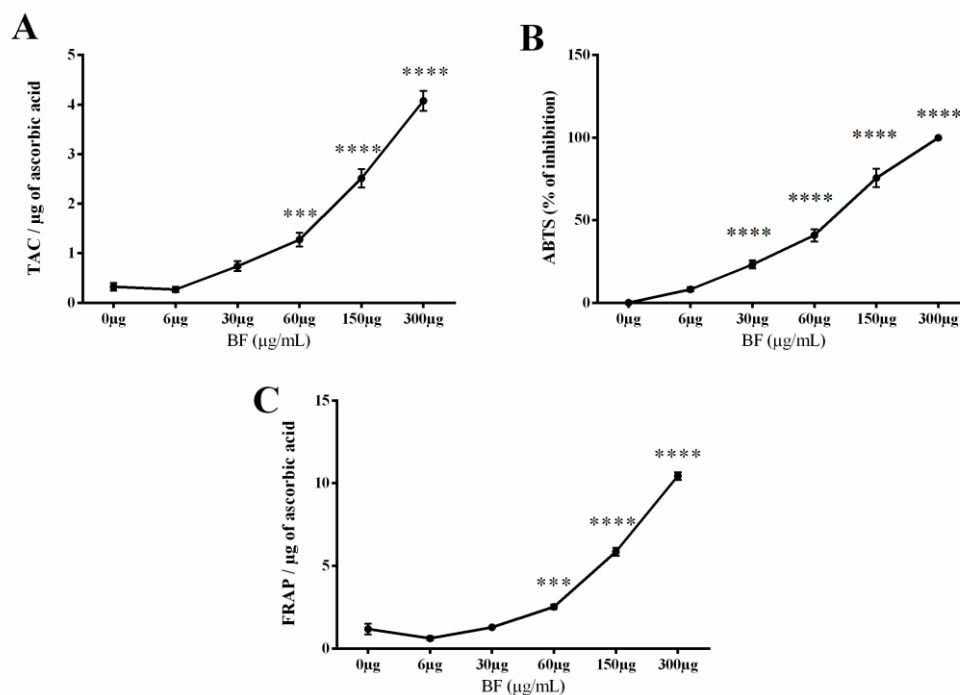 A
TAC / µg of ascorbic acid
5
4
3
2
1
0
***
****
****
0µg 6µg 30µg 60µg 150µg 300µg
BF (µg/mL)
B
ABTS (% of inhibition)
150
100
50
0
****
****
****
****
0µg 6µg 30µg 60µg 150µg 300µg
BF (µg/mL)
C
FRAP / µg of ascorbic acid
15
10
5
0
***
****
****
0µg 6µg 30µg 60µg 150µg 300µg
BF (µg/mL)